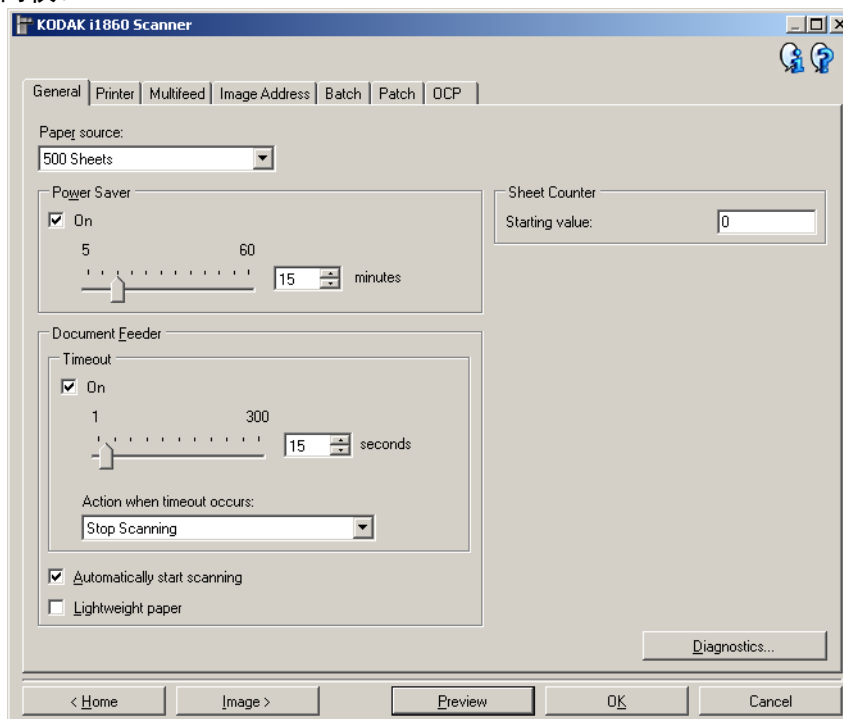 KODAK i1860 Scanner
General Printer Multifeed Image Address Batch Patch OCP
Paper source:
500 Sheets
Power Saver
On
5 60
15 minutes
Sheet Counter
Starting value: 0
Document Feeder
Timeout
On
1 300
15 seconds
Action when timeout occurs:
Stop Scanning
Automatically start scanning
Lightweight paper
Diagnostics...
< Home Image > Preview OK Cancel